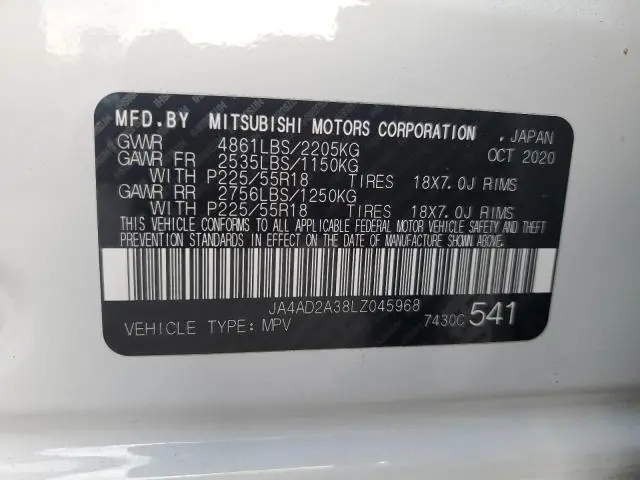 MFD.BY MITSUBISHI MOTORS CORPORATION , JAPAN
GVWR 4861LBS/2205KG OCT 2020
GAWR FR 2535LBS/1150KG
WITH P225/55R18 TIRES 18X7.0J RIMS
GAWR RR 2756LBS/1250KG
WITH P225/55R18 TIRES 18X7.0J RIMS
THIS VEHICLE CONFORMS TO ALL APPLICABLE FEDERAL MOTOR VEHICLE SAFETY AND THEFT
PREVENTION STANDARDS IN EFFECT ON THE DATE OF MANUFACTURE SHOWN ABOVE.
JA4AD2A38LZ045968
VEHICLE TYPE: MPV 7430C 541